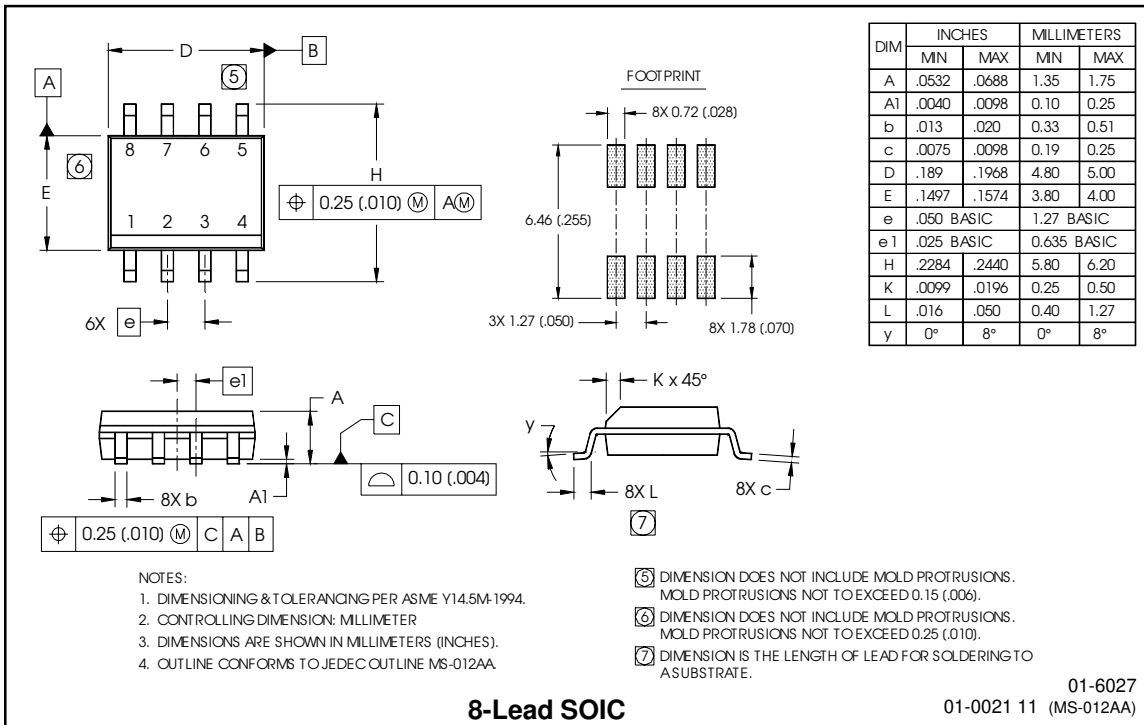 D
B
5
A
8 7 6 5
6
E
H
⌖ 0.25 (.010) Ⓜ AⓂ
1 2 3 4
6X e
FOOTPRINT
8X 0.72 (.028)
6.46 (.255)
3X 1.27 (.050)
8X 1.78 (.070)
DIM INCHES MILLIMETERS
MIN MAX MIN MAX
A .0532 .0688 1.35 1.75
A1 .0040 .0098 0.10 0.25
b .013 .020 0.33 0.51
c .0075 .0098 0.19 0.25
D .189 .1968 4.80 5.00
E .1497 .1574 3.80 4.00
e .050 BASIC 1.27 BASIC
e1 .025 BASIC 0.635 BASIC
H .2284 .2440 5.80 6.20
K .0099 .0196 0.25 0.50
L .016 .050 0.40 1.27
y 0° 8° 0° 8°
e1
A
C
0.10 (.004)
8X b
A1
⌖ 0.25 (.010) Ⓜ C A B
K x 45°
y
8X L
8X c
7
NOTES:
1. DIMENSIONING & TOLERANCING PER ASME Y14.5M-1994.
2. CONTROLLING DIMENSION: MILLIMETER
3. DIMENSIONS ARE SHOWN IN MILLIMETERS (INCHES).
4. OUTLINE CONFORMS TO JEDEC OUTLINE MS-012AA.
5 DIMENSION DOES NOT INCLUDE MOLD PROTRUSIONS.
MOLD PROTRUSIONS NOT TO EXCEED 0.15 (.006).
6 DIMENSION DOES NOT INCLUDE MOLD PROTRUSIONS.
MOLD PROTRUSIONS NOT TO EXCEED 0.25 (.010).
7 DIMENSION IS THE LENGTH OF LEAD FOR SOLDERING TO
A SUBSTRATE.
8-Lead SOIC
01-6027
01-0021 11 (MS-012AA)